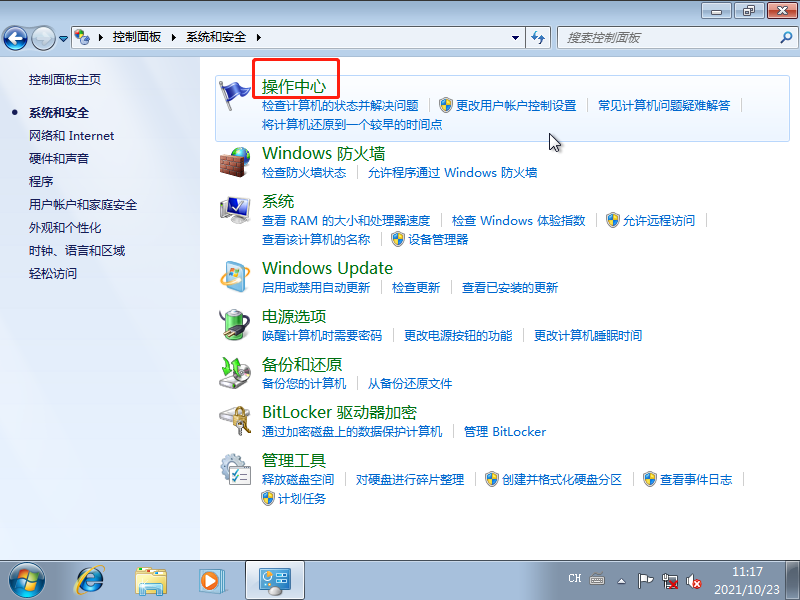 控制面板 系统和安全
搜索控制面板
控制面板主页
系统和安全
网络和 Internet
硬件和声音
程序
用户帐户和家庭安全
外观和个性化
时钟、语言和区域
轻松访问
操作中心
检查计算机的状态并解决问题 更改用户帐户控制设置 常见计算机问题疑难解答
将计算机还原到一个较早的时间点
Windows 防火墙
检查防火墙状态 允许程序通过 Windows 防火墙
系统
查看 RAM 的大小和处理器速度 检查 Windows 体验指数 允许远程访问
查看该计算机的名称 设备管理器
Windows Update
启用或禁用自动更新 检查更新 查看已安装的更新
电源选项
唤醒计算机时需要密码 更改电源按钮的功能 更改计算机睡眠时间
备份和还原
备份您的计算机 从备份还原文件
BitLocker 驱动器加密
通过加密磁盘上的数据保护计算机 管理 BitLocker
管理工具
释放磁盘空间 对硬盘进行碎片整理 创建并格式化硬盘分区 查看事件日志
计划任务
CH
11:17
2021/10/23